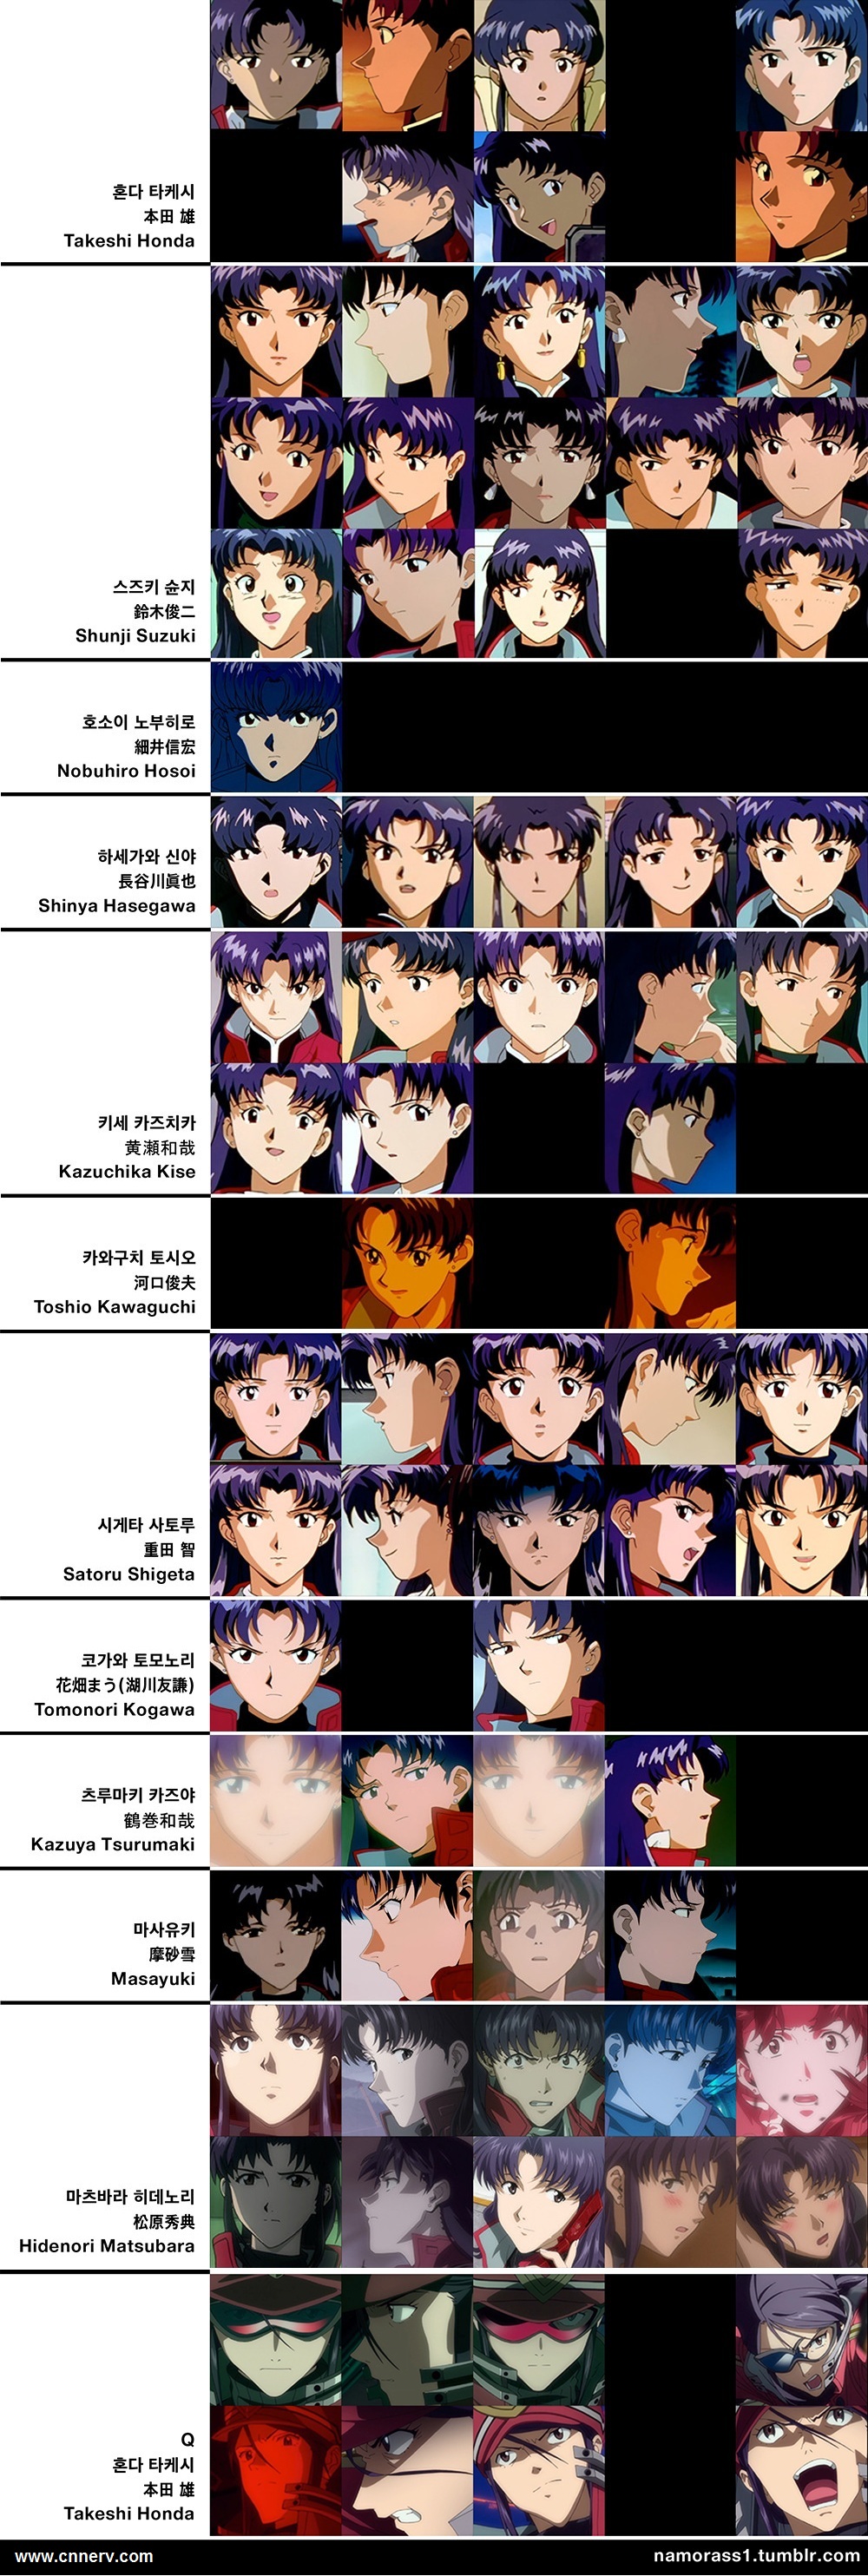 혼다 타케시
本田 雄
Takeshi Honda
스즈키 슌지
鈴木俊二
Shunji Suzuki
호소이 노부히로
細井信宏
Nobuhiro Hosoi
하세가와 신야
長谷川眞也
Shinya Hasegawa
키세 카즈치카
黄瀬和哉
Kazuchika Kise
카와구치 토시오
河口俊夫
Toshio Kawaguchi
시게타 사토루
重田 智
Satoru Shigeta
코가와 토모노리
花畑まう(湖川友謙)
Tomonori Kogawa
츠루마키 카즈야
鶴巻和哉
Kazuya Tsurumaki
마사유키
摩砂雪
Masayuki
마츠바라 히데노리
松原秀典
Hidenori Matsubara
Q
혼다 타케시
本田 雄
Takeshi Honda
www.cnnerv.com
namorass1.tumblr.com